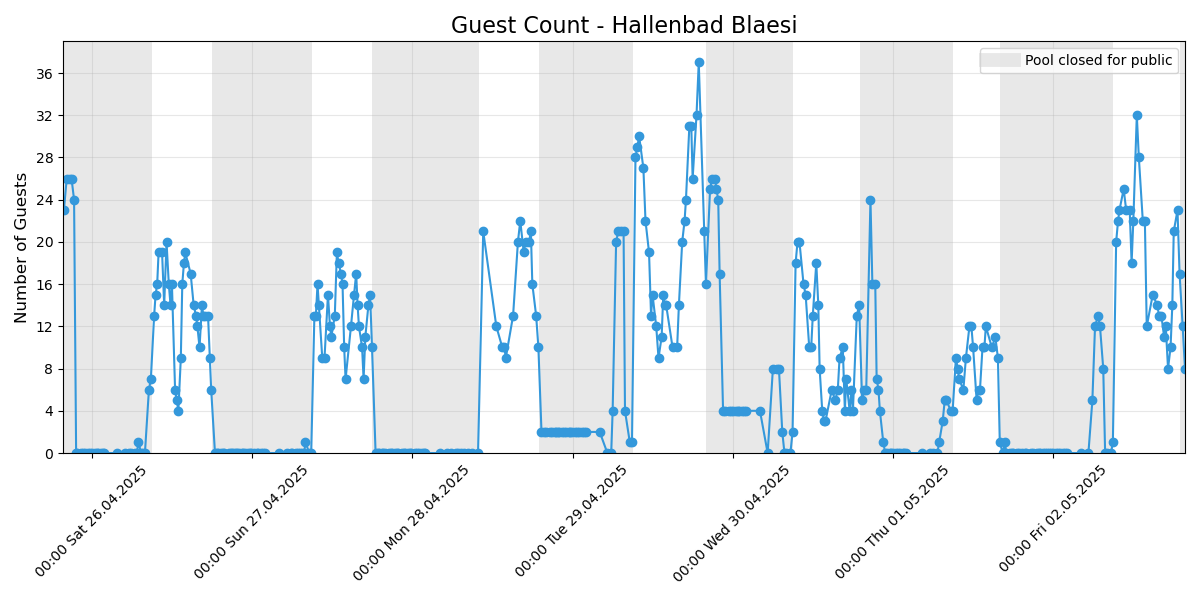 Guest Count - Hallenbad Blaesi
Pool closed for public
Number of Guests
36
32
28
24
20
16
12
8
4
0
00:00 Sat 26.04.2025
00:00 Sun 27.04.2025
00:00 Mon 28.04.2025
00:00 Tue 29.04.2025
00:00 Wed 30.04.2025
00:00 Thu 01.05.2025
00:00 Fri 02.05.2025